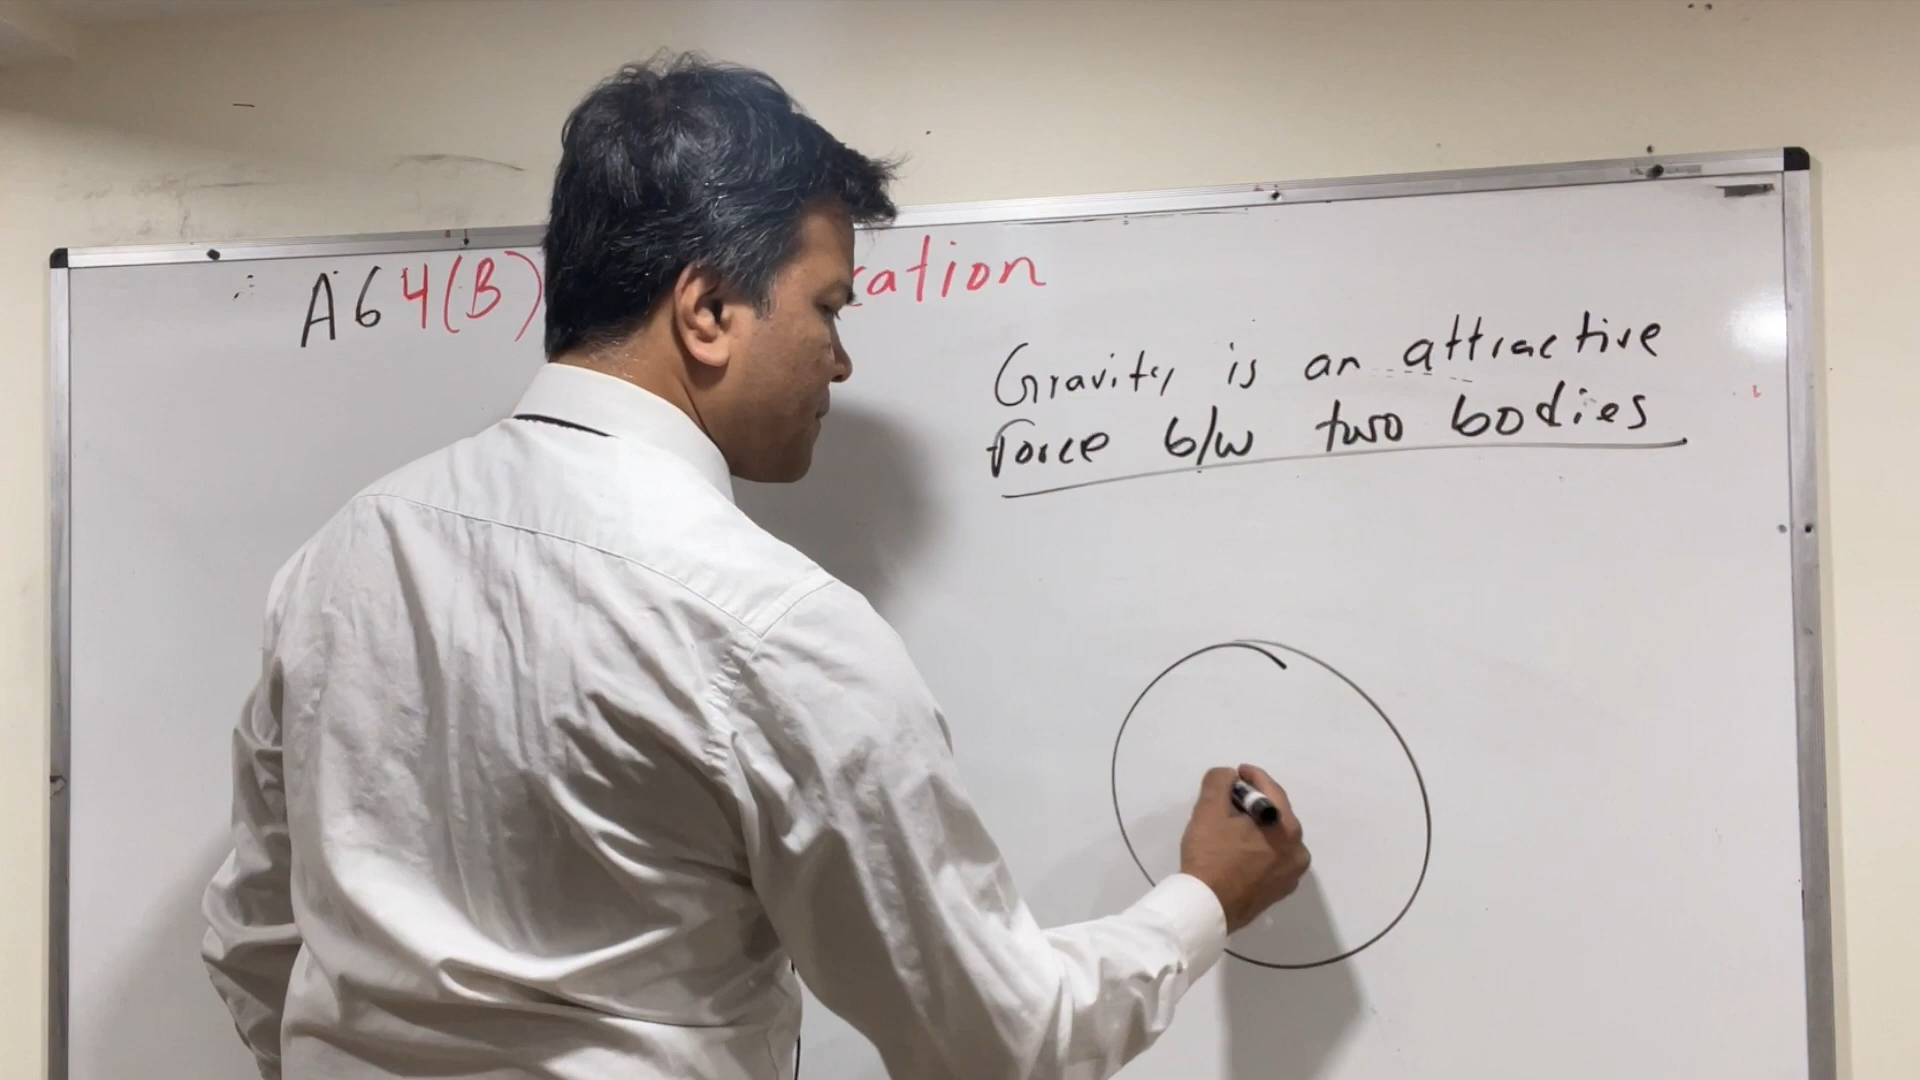 A64(B) cation
Gravity is an attractive
force b/w two bodies